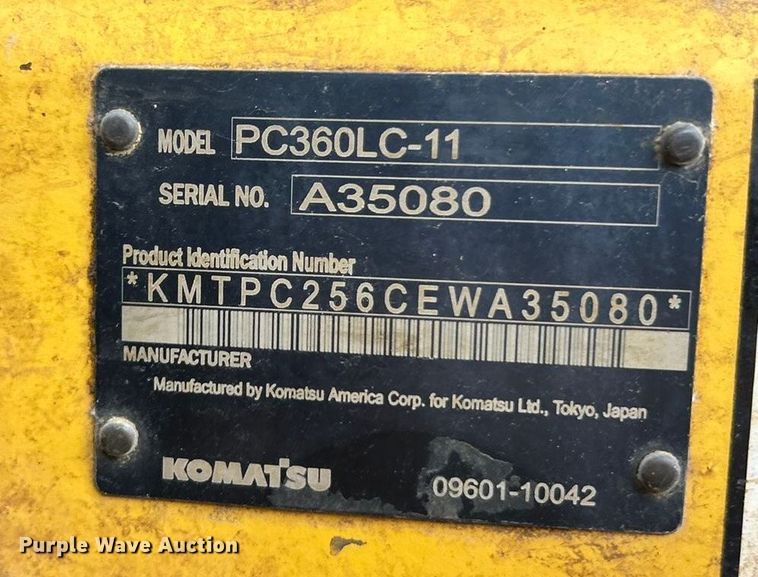 MODEL PC360LC-11
SERIAL NO. A35080
Product Identification Number
*KMTPC256CEWA35080*
MANUFACTURER
Manufactured by Komatsu America Corp. for Komatsu Ltd., Tokyo, Japan
KOMATSU 09601-10042
Purple Wave Auction